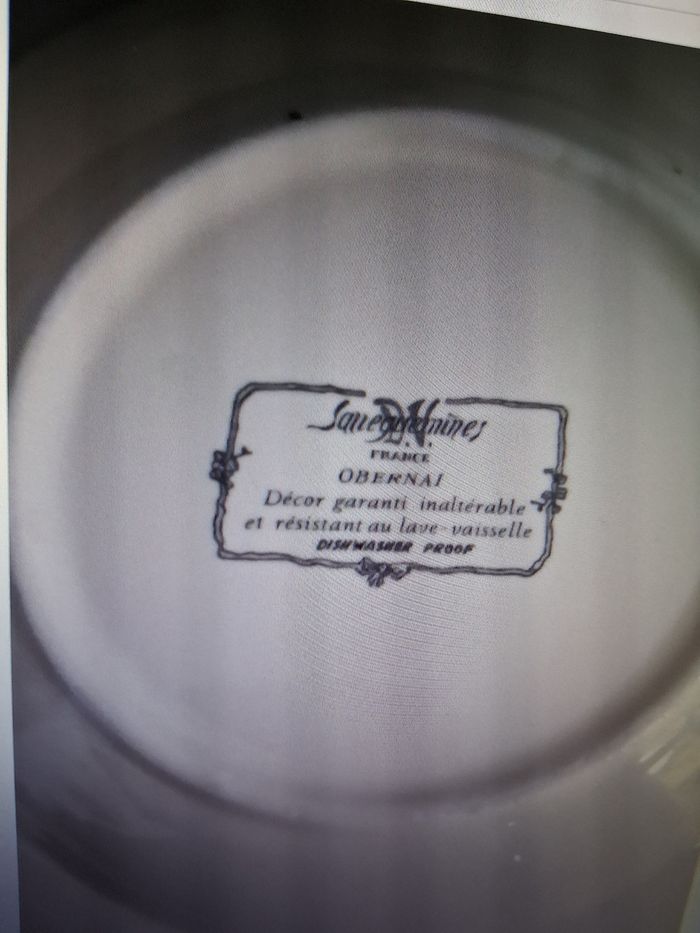 Sarreguemines
FRANCE
OBERNAI
Décor garanti inaltérable
et résistant au lave-vaisselle
DISHWASHER PROOF